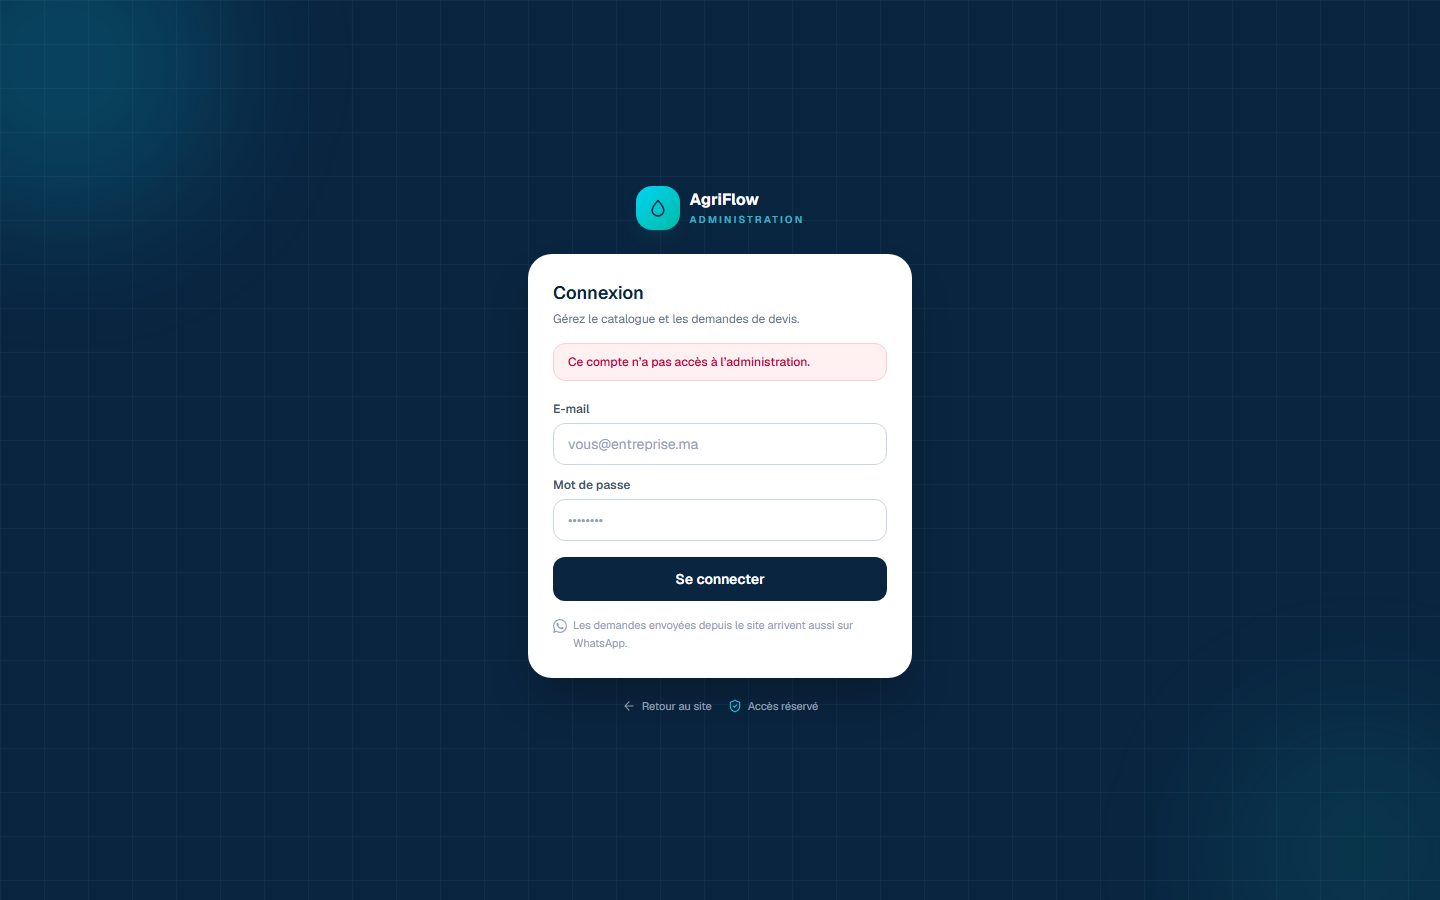 AgriFlow
ADMINISTRATION
Connexion
Gérez le catalogue et les demandes de devis.
Ce compte n’a pas accès à l’administration.
E-mail
vous@entreprise.ma
Mot de passe
••••••••
Se connecter
Les demandes envoyées depuis le site arrivent aussi sur
WhatsApp.
Retour au site
Accès réservé